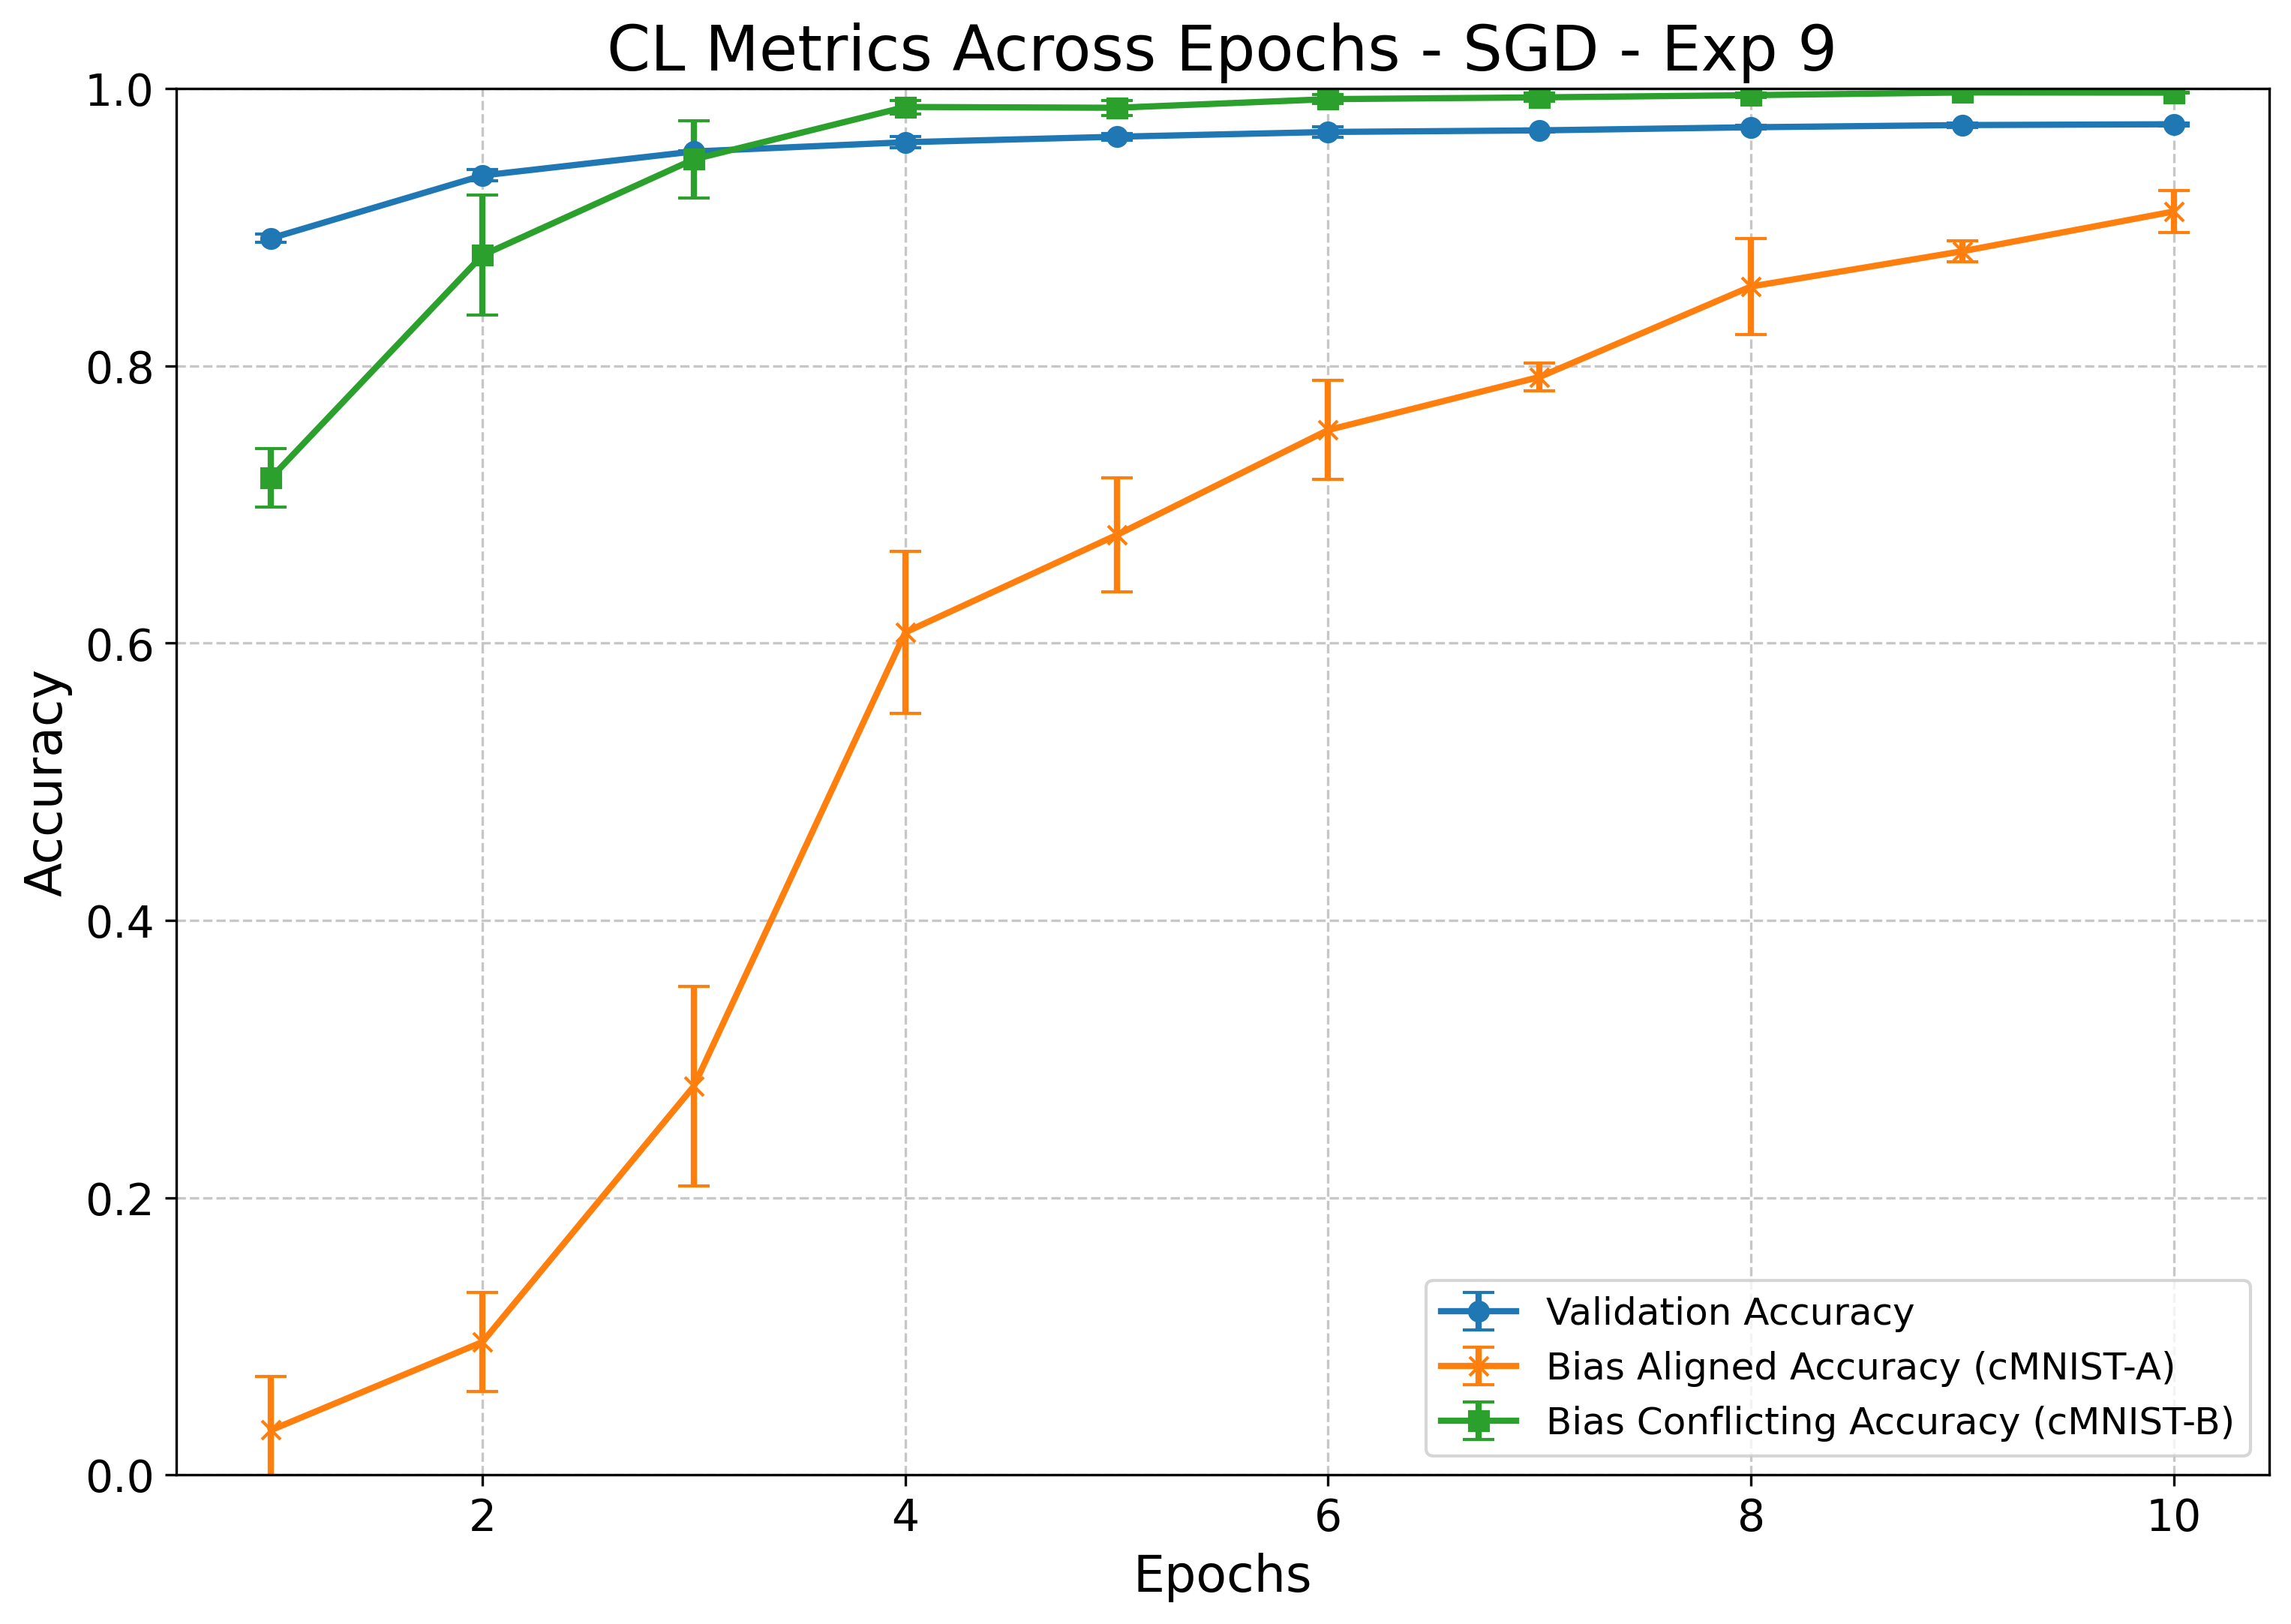 CL Metrics Across Epochs - SGD - Exp 9
1.0
0.8
0.6
0.4
0.2
0.0
Accuracy
2 4 6 8 10
Epochs
Validation Accuracy
Bias Aligned Accuracy (cMNIST-A)
Bias Conflicting Accuracy (cMNIST-B)